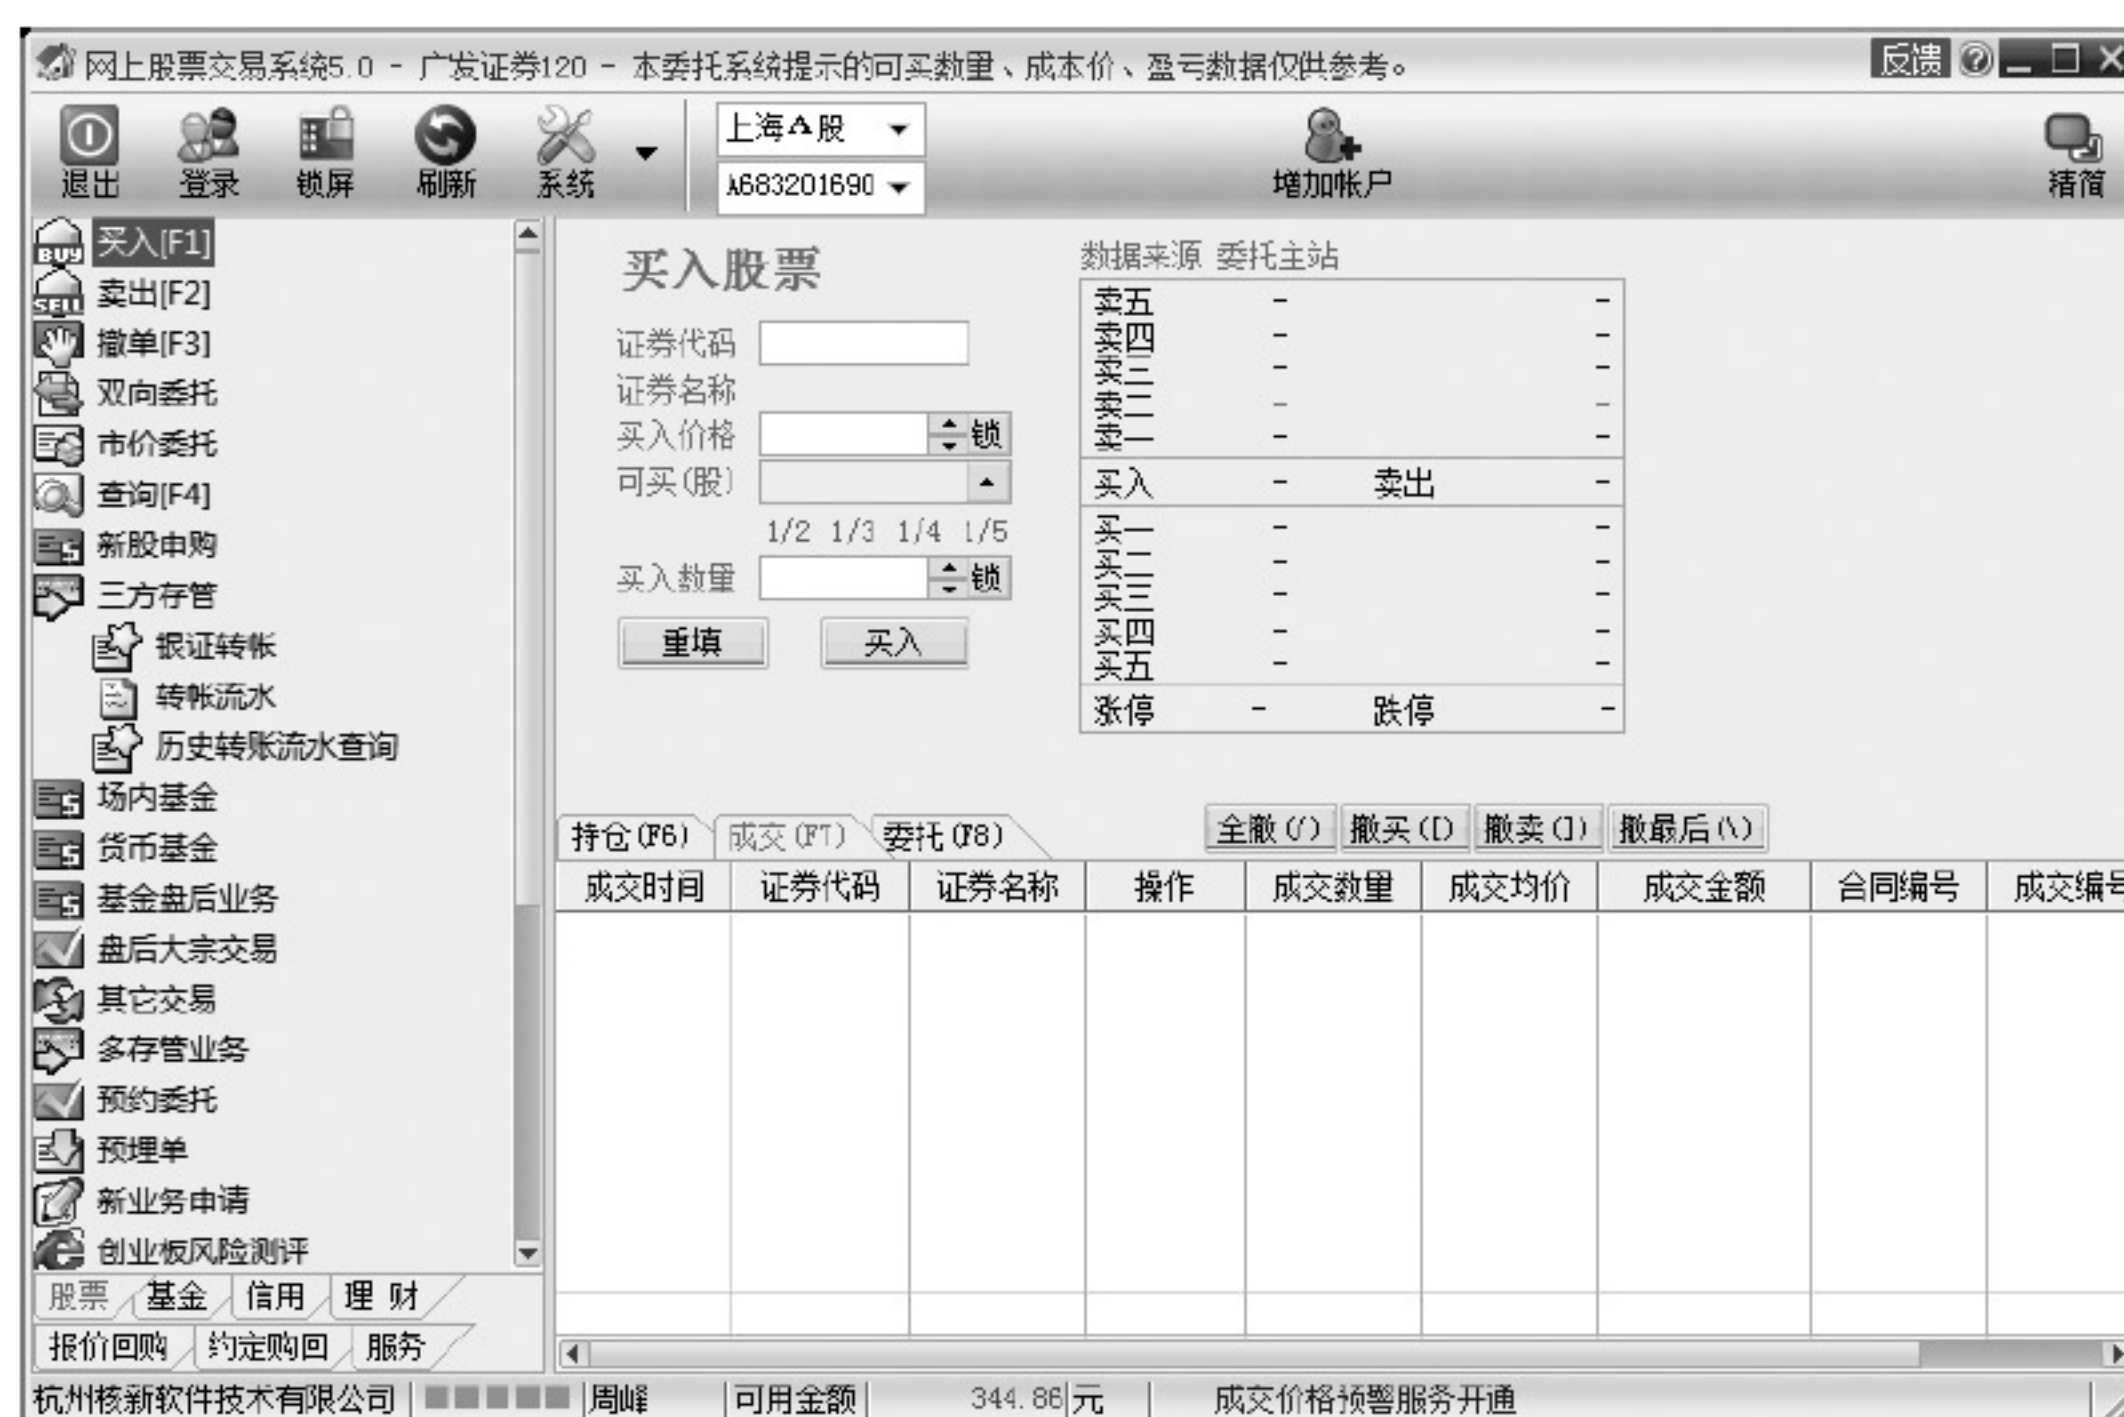 网上股票交易系统5.0 - 广发证券120 - 本委托系统提示的可买数量、成本价、盈亏数据仅供参考。
反馈
退出 登录 锁屏 刷新 系统
上海A股
A683201690
增加帐户
精简
买入[F1]
卖出[F2]
撤单[F3]
双向委托
市价委托
查询[F4]
新股申购
三方存管
银证转帐
转帐流水
历史转账流水查询
场内基金
货币基金
基金盘后业务
盘后大宗交易
其它交易
多存管业务
预约委托
预埋单
新业务申请
创业板风险测评
股票 基金 信用 理 财
报价回购 约定购回 服务
买入股票
证券代码
证券名称
买入价格 锁
可买(股)
1/2 1/3 1/4 1/5
买入数量 锁
重填 买入
数据来源 委托主站
卖五 - -
卖四 - -
卖三 - -
卖二 - -
卖一 - -
买入 - 卖出 -
买一 - -
买二 - -
买三 - -
买四 - -
买五 - -
涨停 - 跌停 -
持仓(F6) 成交(F7) 委托(F8)
全撤(/) 撤买([) 撤卖(]) 撤最后(\)
成交时间 证券代码 证券名称 操作 成交数量 成交均价 成交金额 合同编号 成交编号
杭州核新软件技术有限公司 周峰 可用金额 344.86 元 成交价格预警服务开通